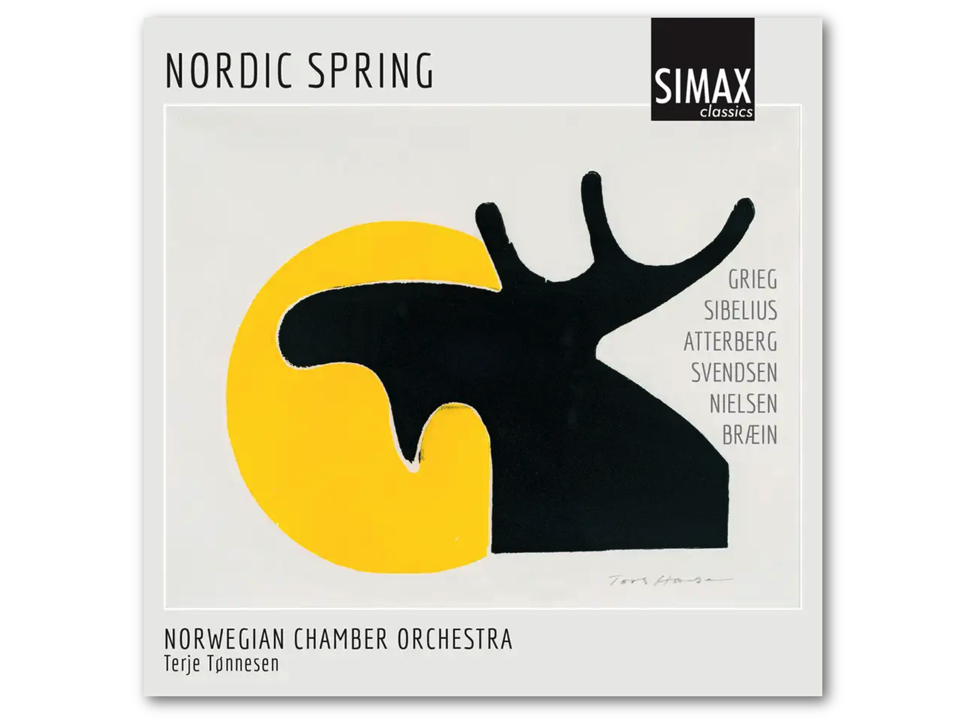 NORDIC SPRING
SIMAX
classics
GRIEG
SIBELIUS
ATTERBERG
SVENDSEN
NIELSEN
BRÆIN
NORWEGIAN CHAMBER ORCHESTRA
Terje Tønnesen